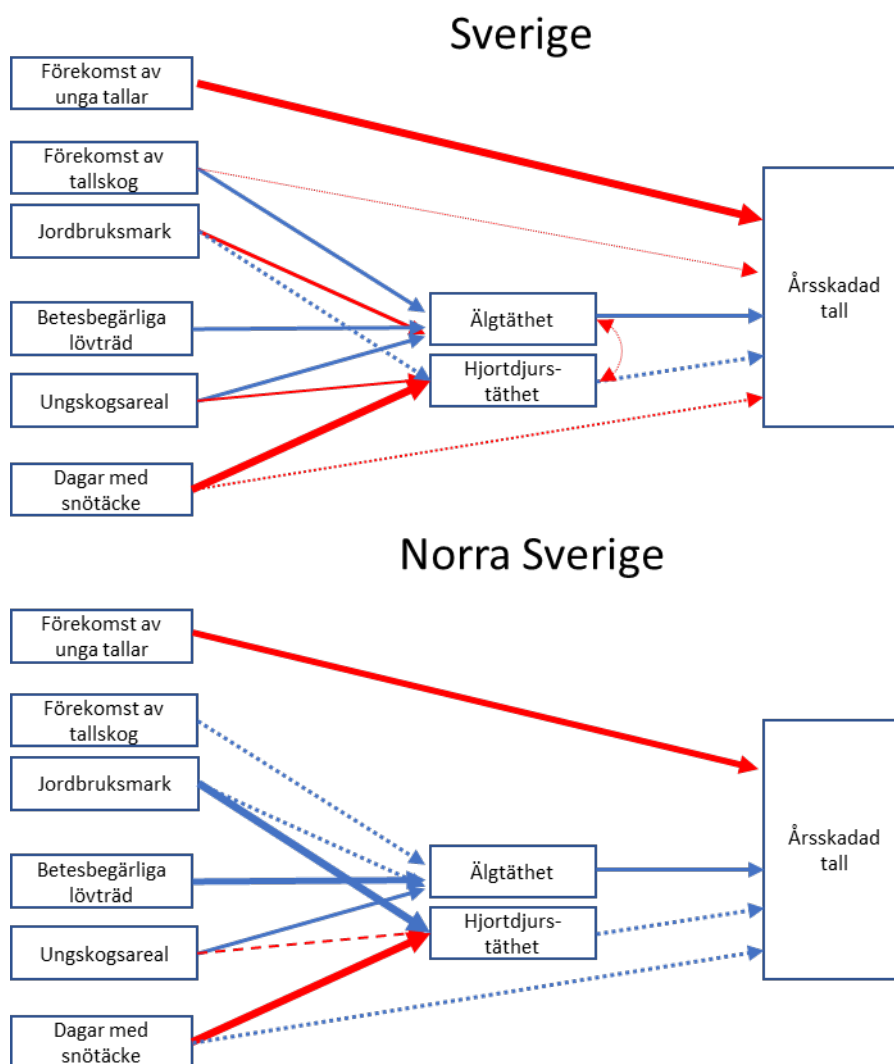 Sverige
Förekomst av
unga tallar
Förekomst av
tallskog
Jordbruksmark
Betesbegärliga
lövträd
Ungskogsareal
Dagar med
snötäcke
Älgtäthet
Hjortdjurs-
täthet
Årsskadad
tall
Norra Sverige
Förekomst av
unga tallar
Förekomst av
tallskog
Jordbruksmark
Betesbegärliga
lövträd
Ungskogsareal
Dagar med
snötäcke
Älgtäthet
Hjortdjurs-
täthet
Årsskadad
tall